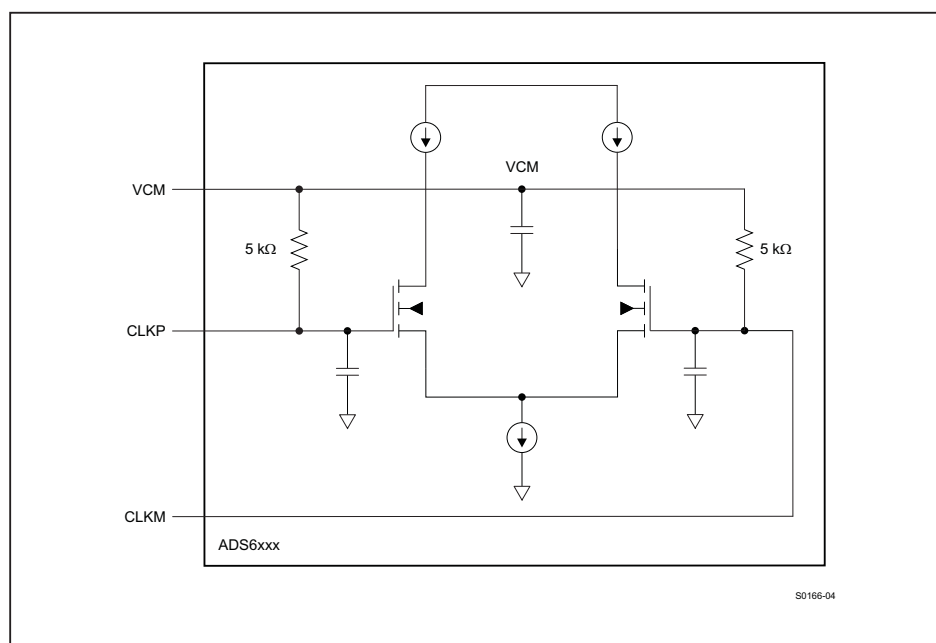 VCM
VCM
5 kΩ
5 kΩ
CLKP
CLKM
ADS6xxx
S0166-04